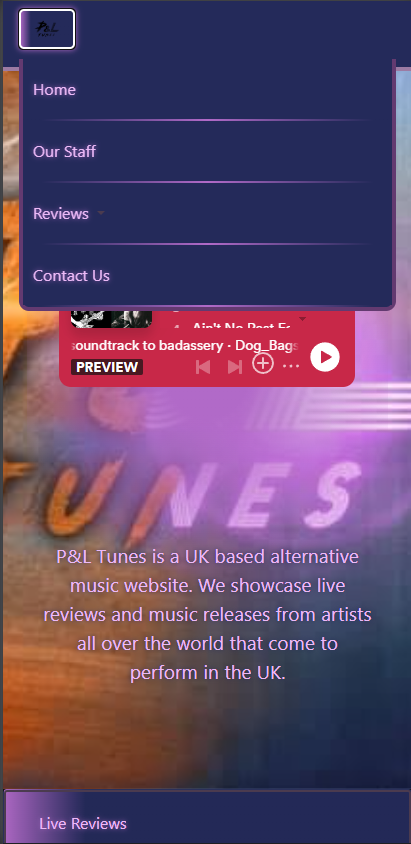 P&L
Home
Our Staff
Reviews
Contact Us
Ain't No Rest Fo
soundtrack to badassery · Dog_Bags
PREVIEW
UNES
P&L Tunes is a UK based alternative
music website. We showcase live
reviews and music releases from artists
all over the world that come to
perform in the UK.
Live Reviews